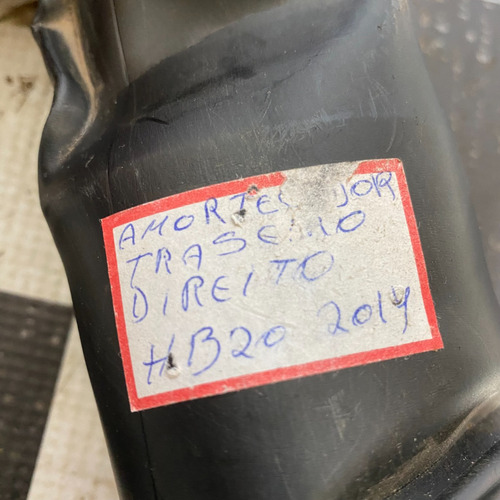 AMORTECEDOR
TRASEIRO
DIREITO
HB20 2019